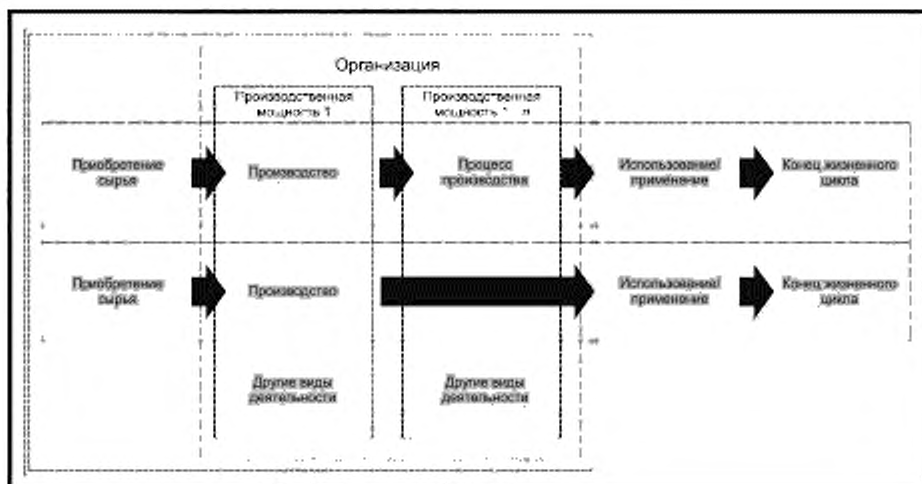 Организация
Производственная
мощность 1
Производственная
мощность 1 n
Приобретение
сырья
Производство
Процесс
производства
Использование/
применение
Конец жизненного
цикла
Приобретение
сырья
Производство
Использование/
применение
Конец жизненного
цикла
Другие виды
деятельности
Другие виды
деятельности